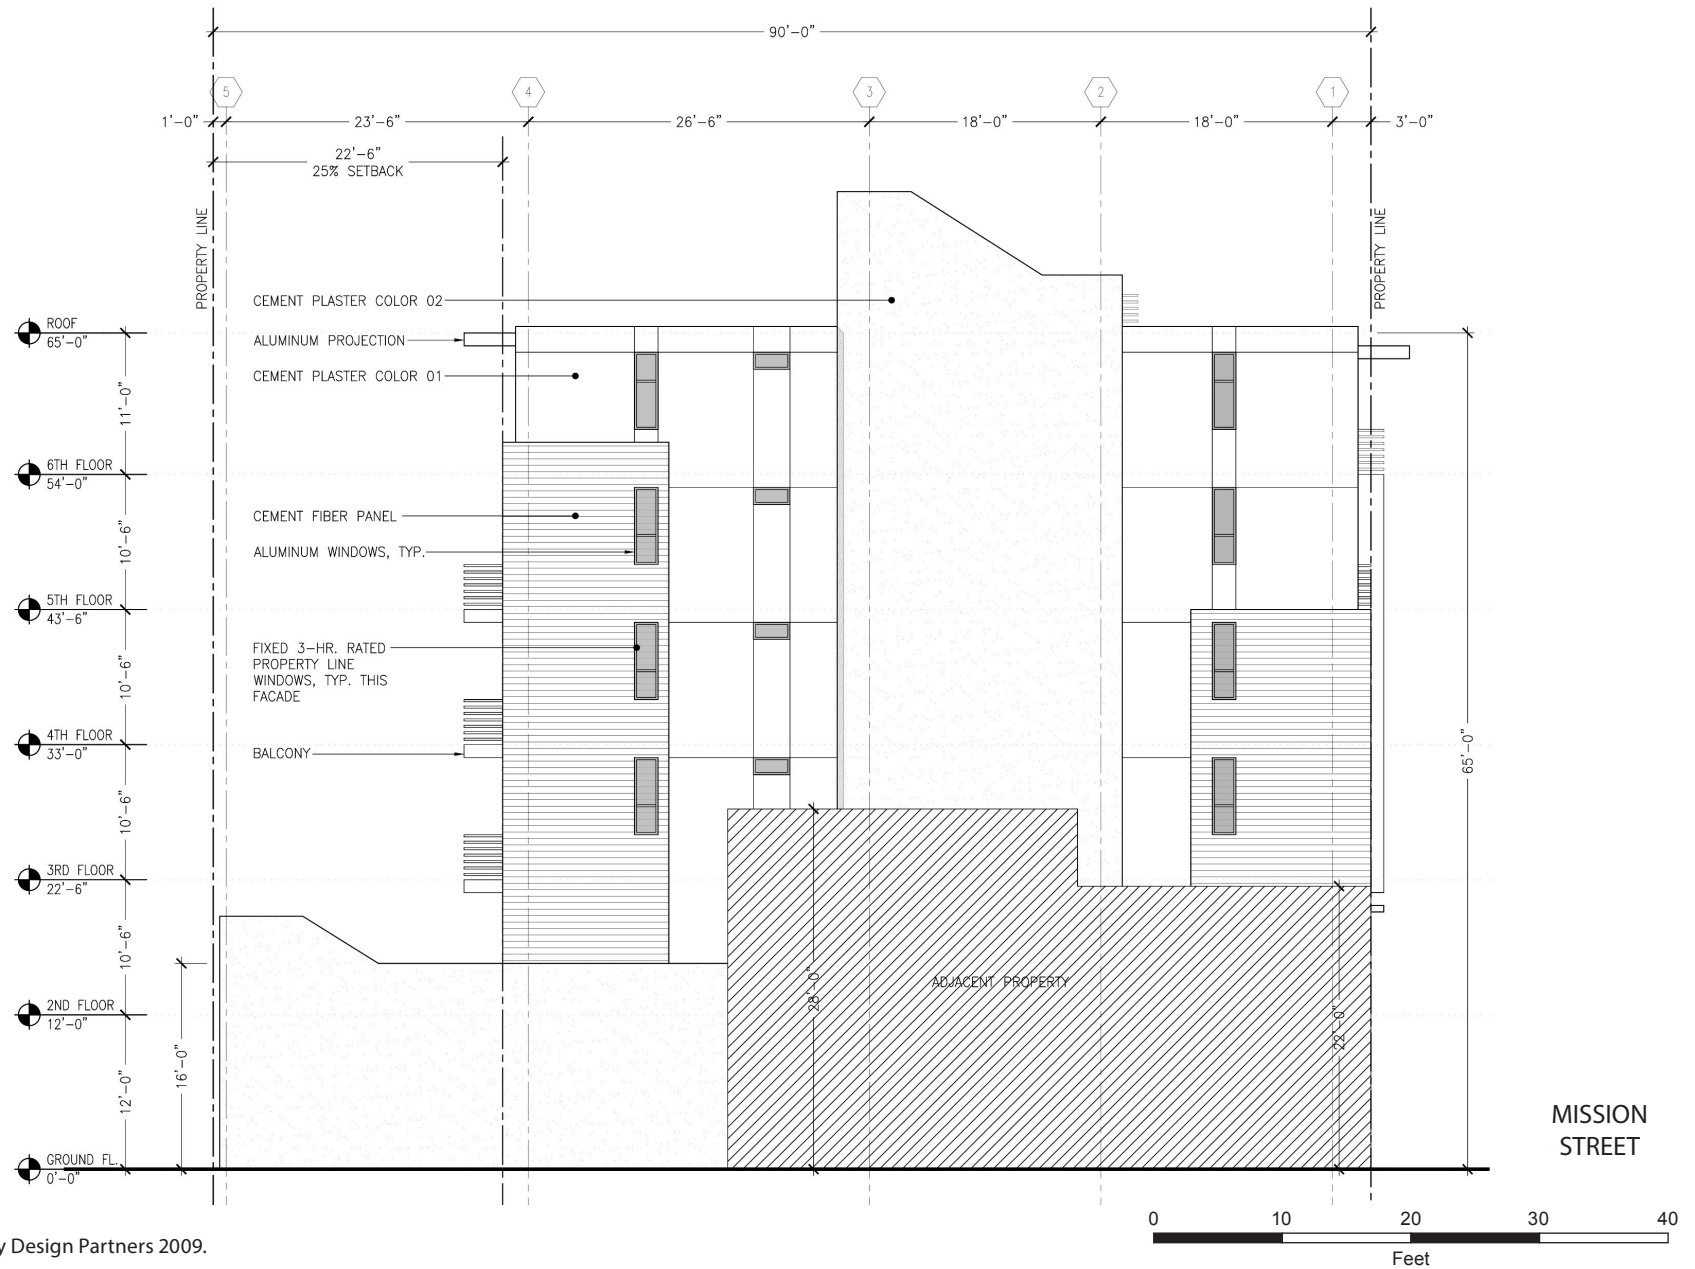 90'-0"
5
4
3
2
1
1'-0"
23'-6"
26'-6"
18'-0"
18'-0"
3'-0"
22'-6"
25% SETBACK
PROPERTY LINE
PROPERTY LINE
CEMENT PLASTER COLOR 02
ROOF
65'-0"
ALUMINUM PROJECTION
CEMENT PLASTER COLOR 01
11'-0"
6TH FLOOR
54'-0"
CEMENT FIBER PANEL
10'-6"
ALUMINUM WINDOWS, TYP.
5TH FLOOR
43'-6"
FIXED 3-HR. RATED
PROPERTY LINE
WINDOWS, TYP. THIS
FACADE
10'-6"
4TH FLOOR
33'-0"
BALCONY
65'-0"
10'-6"
3RD FLOOR
22'-6"
10'-6"
ADJACENT PROPERTY
28'-0"
2ND FLOOR
12'-0"
22'-0"
16'-0"
12'-0"
MISSION
STREET
GROUND FL.
0'-0"
0 10 20 30 40
Feet
y Design Partners 2009.